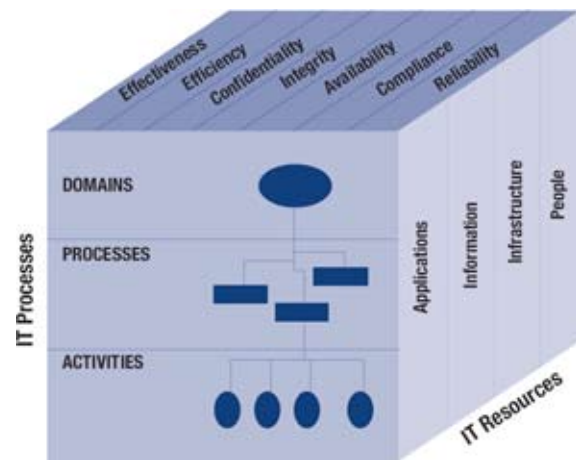 Effectiveness
Efficiency
Confidentiality
Integrity
Availability
Compliance
Reliability
IT Processes
DOMAINS
PROCESSES
ACTIVITIES
Applications
Information
Infrastructure
People
IT Resources